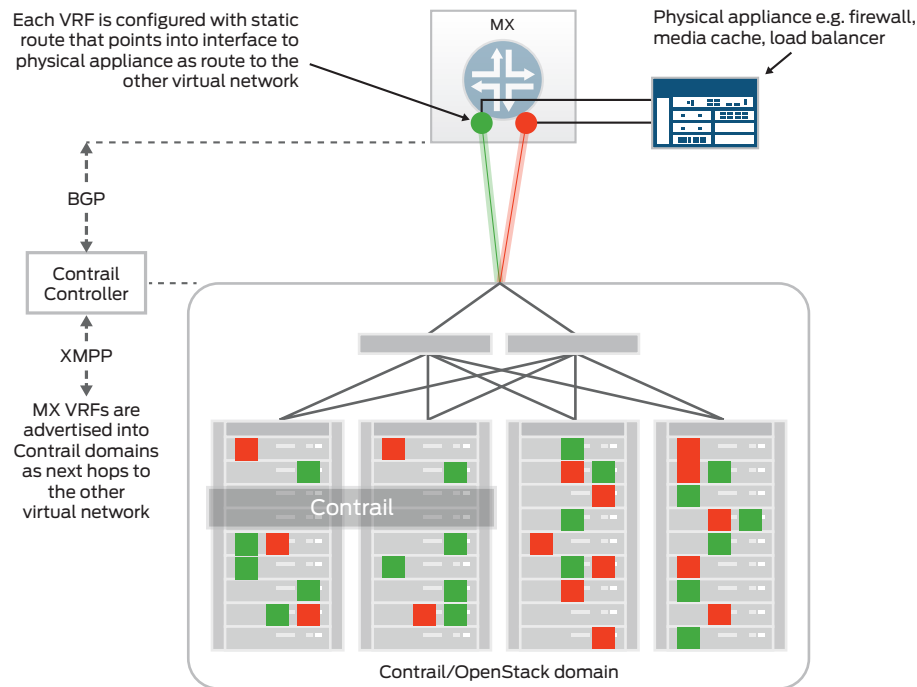 Each VRF is configured with static
route that points into interface to
physical appliance as route to the
other virtual network
MX
Physical appliance e.g. firewall,
media cache, load balancer
BGP
Contrail
Controller
XMPP
MX VRFs are
advertised into
Contrail domains
as next hops to
the other
virtual network
Contrail
Contrail/OpenStack domain